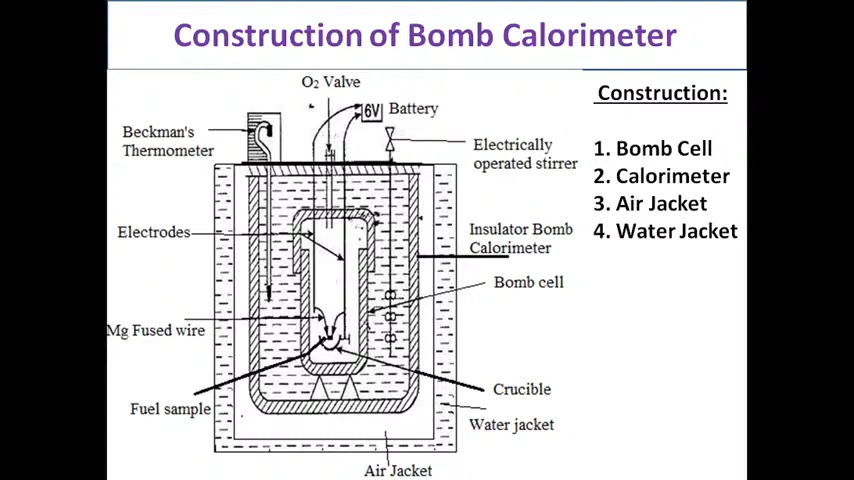 Construction of Bomb Calorimeter
O2 Valve
6V
Battery
Beckman's
Thermometer
Electrically
operated stirrer
Electrodes
Insulator Bomb
Calorimeter
Bomb cell
Mg Fused wire
Crucible
Fuel sample
Water jacket
Air Jacket
Construction:
1. Bomb Cell
2. Calorimeter
3. Air Jacket
4. Water Jacket